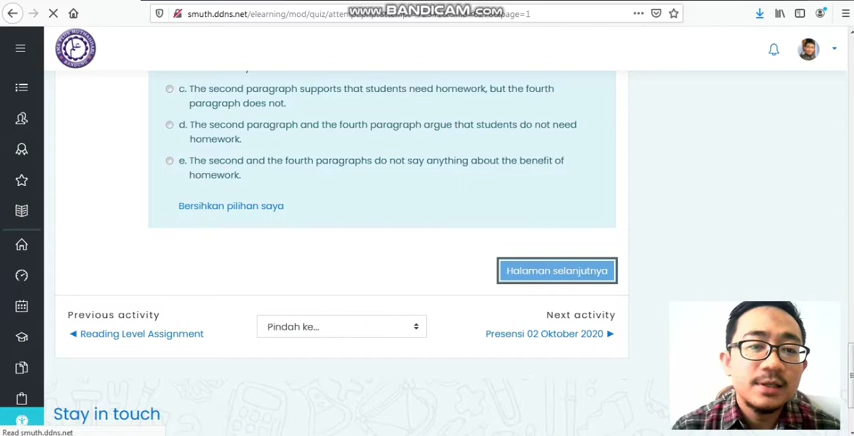 smuth.ddns.net/elearning/mod/quiz/attem
page=1
WWW.BANDICAM.COM
c. The second paragraph supports that students need homework, but the fourth
paragraph does not.
d. The second paragraph and the fourth paragraph argue that students do not need
homework.
e. The second and the fourth paragraphs do not say anything about the benefit of
homework.
Bersihkan pilihan saya
Halaman selanjutnya
Previous activity
◄ Reading Level Assignment
Pindah ke...
Next activity
Presensi 02 Oktober 2020 ►
Stay in touch
Read smuth.ddns.net